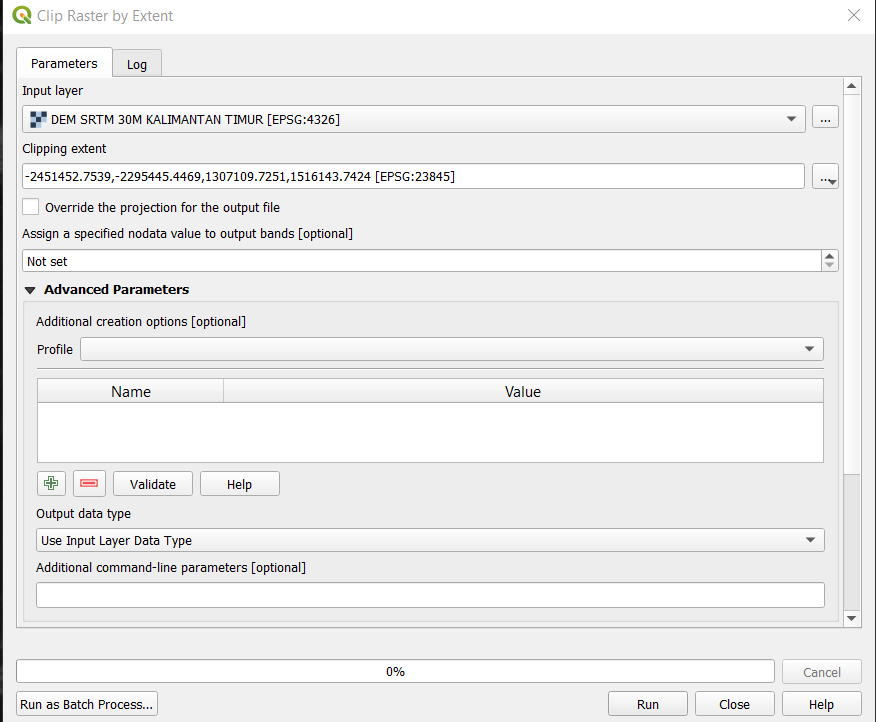 Clip Raster by Extent
Parameters
Log
Input layer
DEM SRTM 30M KALIMANTAN TIMUR [EPSG:4326]
...
Clipping extent
-2451452.7539,-2295445.4469,1307109.7251,1516143.7424 [EPSG:23845]
...
Override the projection for the output file
Assign a specified nodata value to output bands [optional]
Not set
Advanced Parameters
Additional creation options [optional]
Profile
Name Value
Validate Help
Output data type
Use Input Layer Data Type
Additional command-line parameters [optional]
0%
Cancel
Run as Batch Process...
Run Close Help